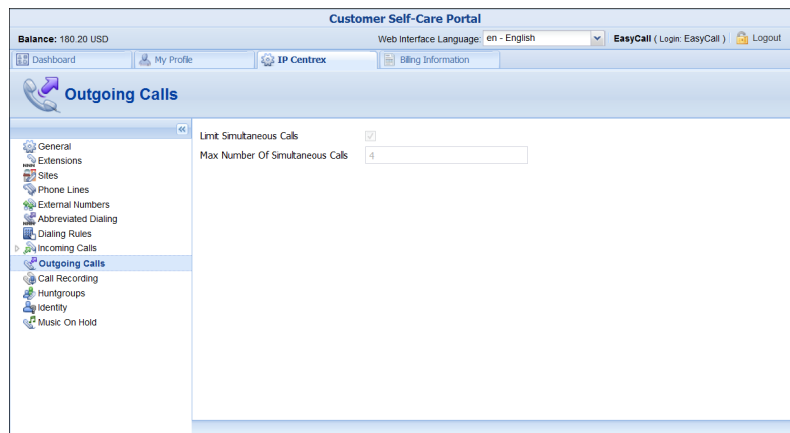 Customer Self-Care Portal
Balance: 180.20 USD Web Interface Language: en - English EasyCall ( Login: EasyCall ) Logout
Dashboard My Profile IP Centrex Billing Information
Outgoing Calls
General
Extensions
Sites
Phone Lines
External Numbers
Abbreviated Dialing
Dialing Rules
Incoming Calls
Outgoing Calls
Call Recording
Huntgroups
Identity
Music On Hold
Limit Simultaneous Calls
Max Number Of Simultaneous Calls 4